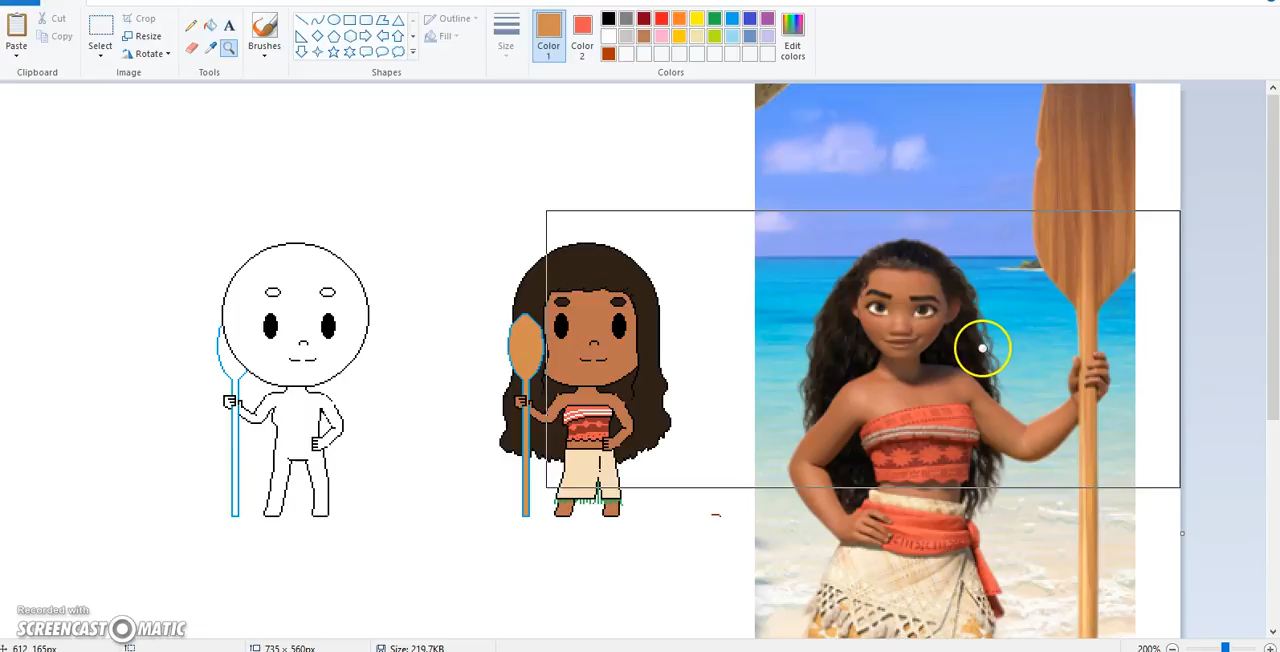 Paste
Cut
Copy
Clipboard
Select
Crop
Resize
Rotate
Image
A
Tools
Brushes
Shapes
Outline
Fill
Size
Color 1
Color 2
Edit colors
Colors
Recorded with
SCREENCAST-O-MATIC
612, 165px
735 × 560px
Size: 219.7KB
200%